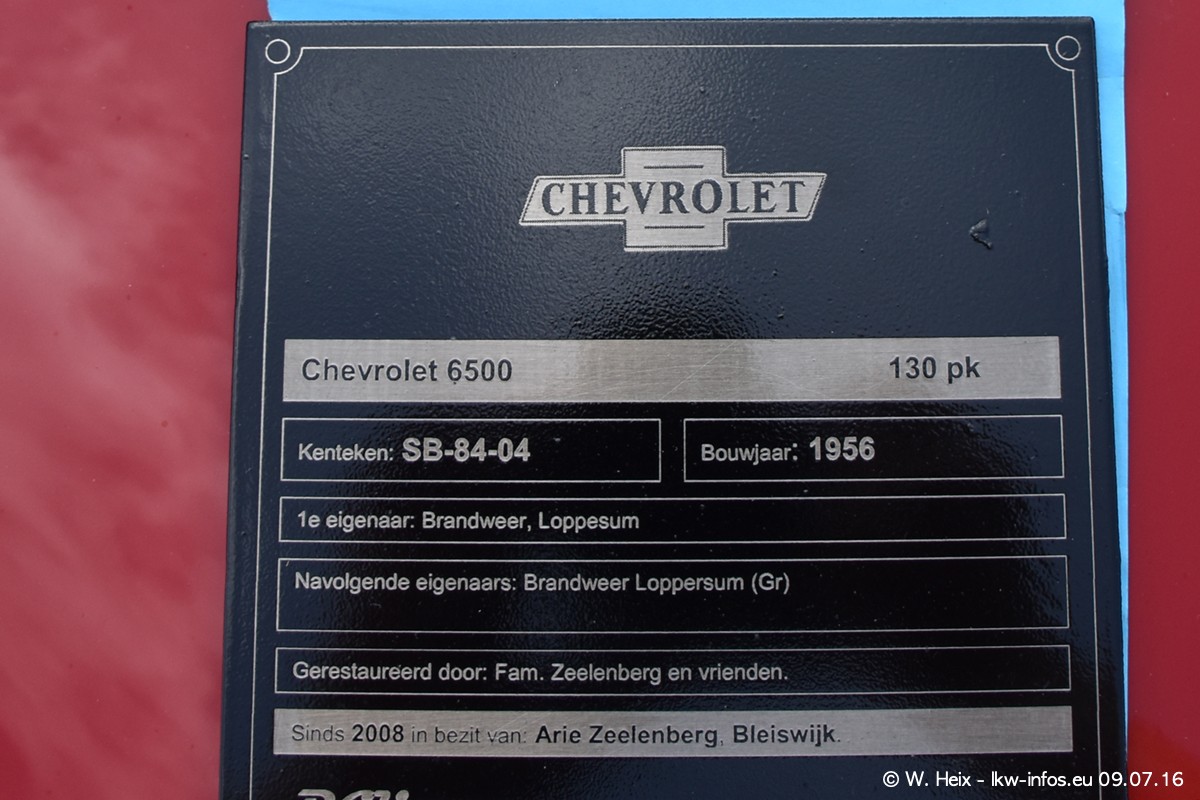 CHEVROLET
Chevrolet 6500 130 pk
Kenteken: SB-84-04 Bouwjaar: 1956
1e eigenaar: Brandweer, Loppesum
Navolgende eigenaars: Brandweer Loppersum (Gr)
Gerestaureerd door: Fam. Zeelenberg en vrienden.
Sinds 2008 in bezit van: Arie Zeelenberg, Bleiswijk.
© W. Heix - lkw-infos.eu 09.07.16